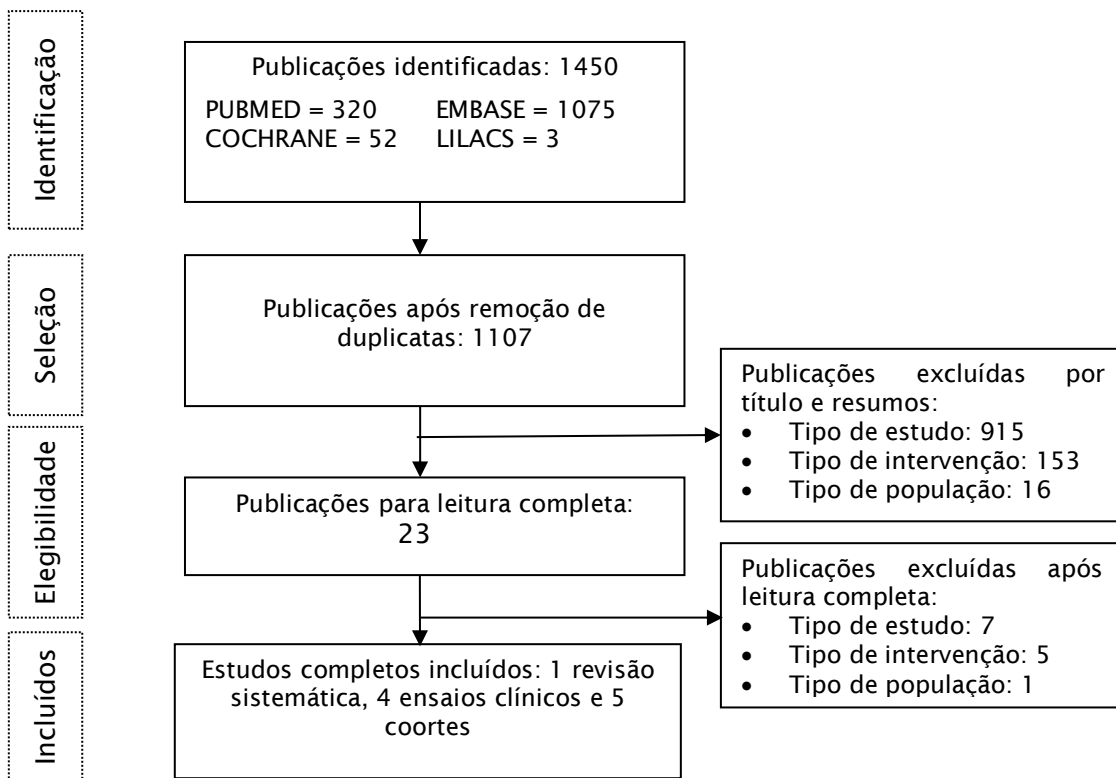 Identificação
Publicações identificadas: 1450
PUBMED = 320 EMBASE = 1075
COCHRANE = 52 LILACS = 3
Seleção
Publicações após remoção de
duplicatas: 1107
Publicações excluídas por
título e resumos:
• Tipo de estudo: 915
• Tipo de intervenção: 153
• Tipo de população: 16
Elegibilidade
Publicações para leitura completa:
23
Publicações excluídas após
leitura completa:
• Tipo de estudo: 7
• Tipo de intervenção: 5
• Tipo de população: 1
Incluídos
Estudos completos incluídos: 1 revisão
sistemática, 4 ensaios clínicos e 5
coortes